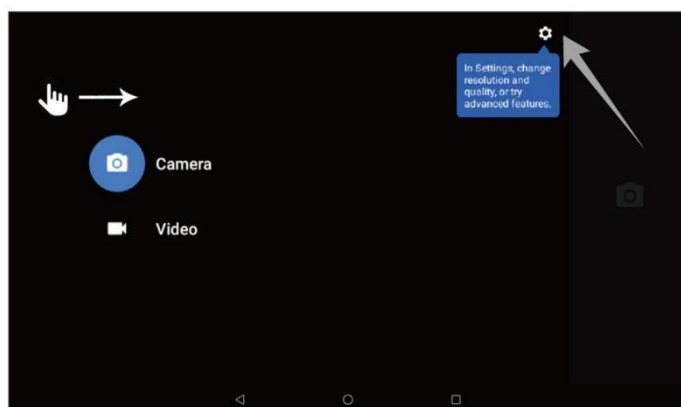 In Settings, change
resolution and
quality, or try
advanced features.
Camera
Video